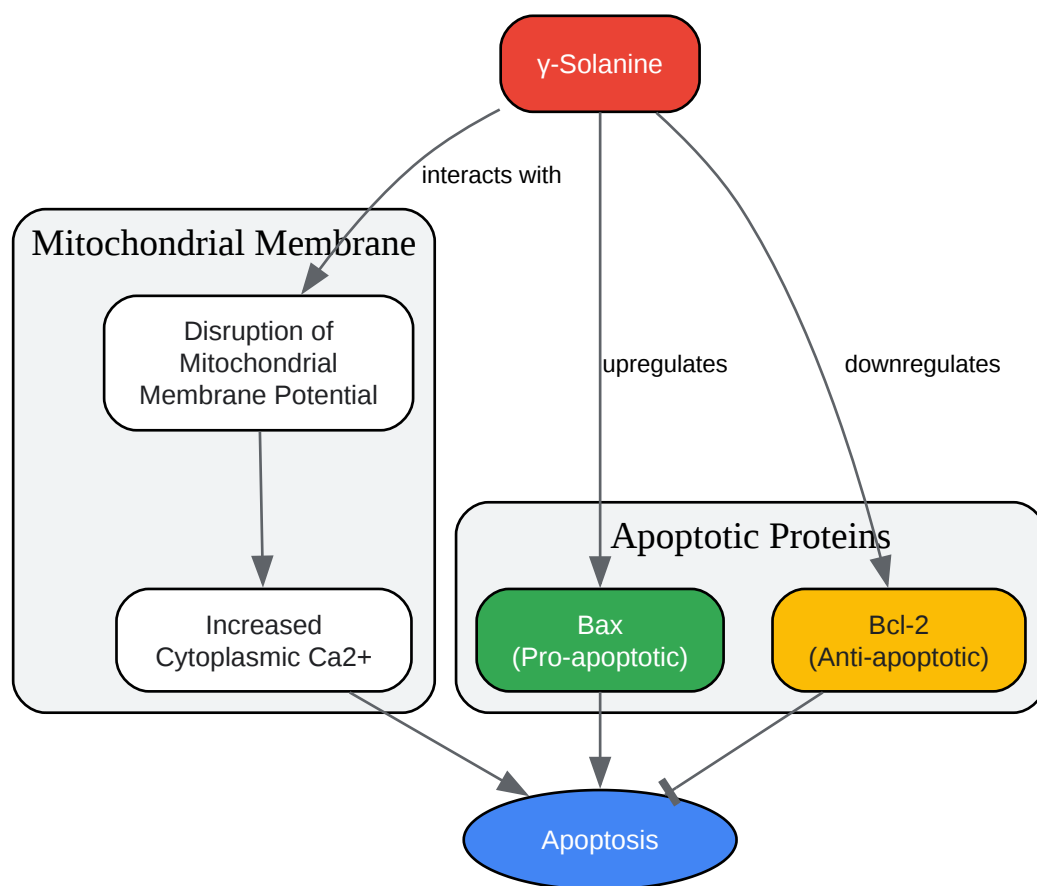 γ-Solanine
interacts with
Mitochondrial Membrane
Disruption of
Mitochondrial
Membrane Potential
upregulates
downregulates
Apoptotic Proteins
Increased
Cytoplasmic Ca2+
Bax
(Pro-apoptotic)
Bcl-2
(Anti-apoptotic)
Apoptosis